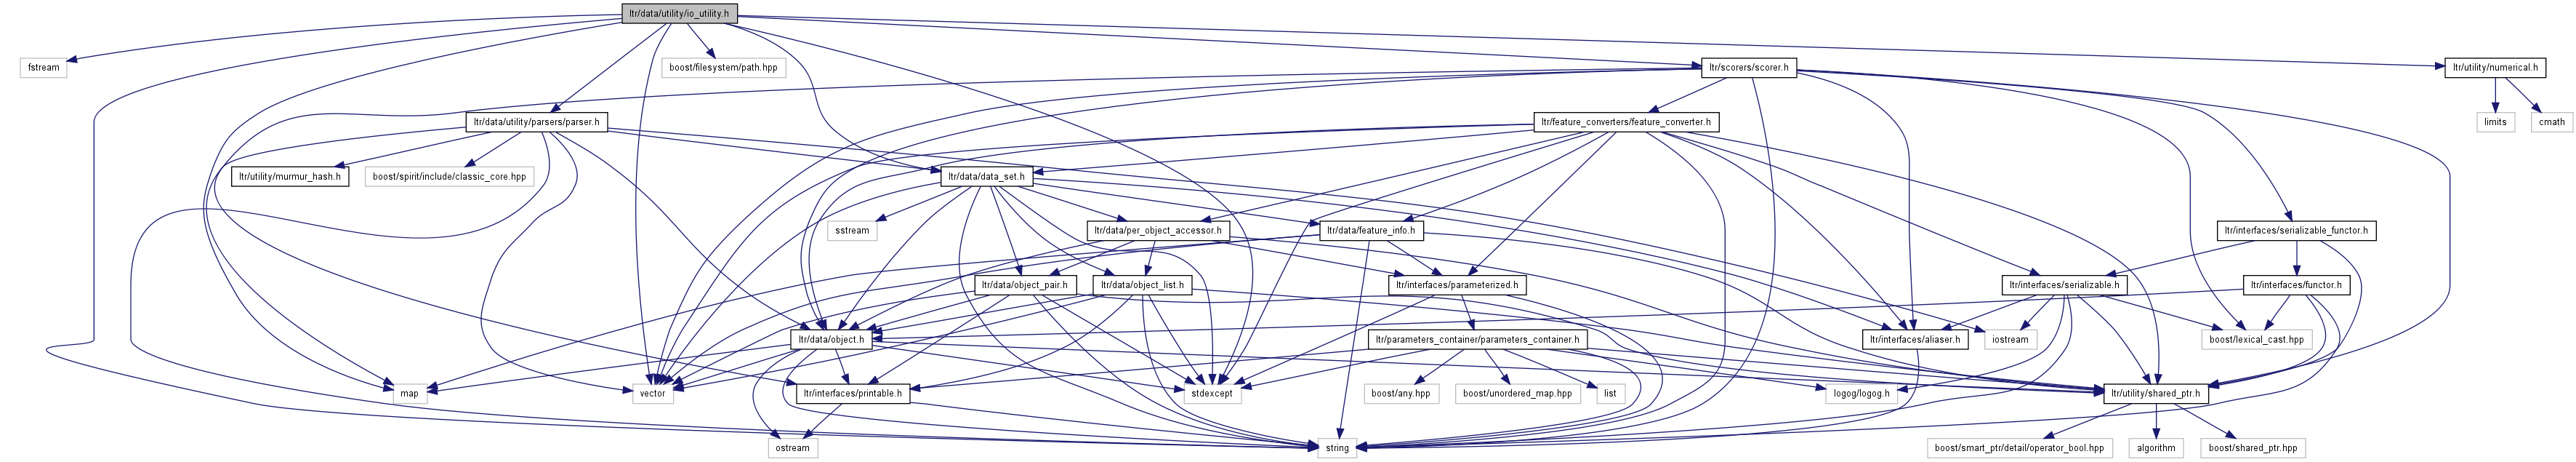 ltr/data/utility/io_utility.h
fstream
boost/filesystem/path.hpp
ltr/scorers/scorer.h
ltr/utility/numerical.h
ltr/data/utility/parsers/parser.h
ltr/feature_converters/feature_converter.h
limits
cmath
ltr/utility/murmur_hash.h
boost/spirit/include/classic_core.hpp
ltr/data/data_set.h
sstream
ltr/data/per_object_accessor.h
ltr/data/feature_info.h
ltr/interfaces/serializable_functor.h
ltr/data/object_pair.h
ltr/data/object_list.h
ltr/interfaces/parameterized.h
ltr/interfaces/serializable.h
ltr/interfaces/functor.h
ltr/data/object.h
ltr/parameters_container/parameters_container.h
ltr/interfaces/aliaser.h
iostream
boost/lexical_cast.hpp
map
vector
ltr/interfaces/printable.h
stdexcept
boost/any.hpp
boost/unordered_map.hpp
list
logog/logog.h
ltr/utility/shared_ptr.h
ostream
string
boost/smart_ptr/detail/operator_bool.hpp
algorithm
boost/shared_ptr.hpp